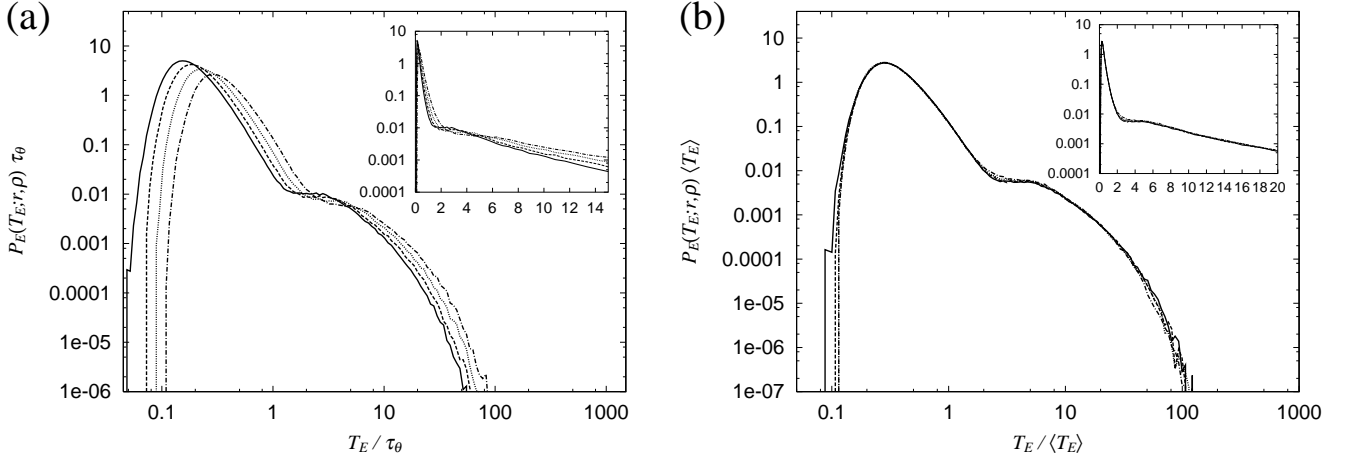 (a)
10
1
0.1
0.01
0.001
0.0001
1e-05
1e-06
0.1 1 10 100 1000
P_E(T_E;r,ρ) τ_θ
T_E / τ_θ
10
1
0.1
0.01
0.001
0.0001
0 2 4 6 8 10 12 14
(b)
10
1
0.1
0.01
0.001
0.0001
1e-05
1e-06
1e-07
0.1 1 10 100 1000
P_E(T_E;r,ρ) ⟨T_E⟩
T_E / ⟨T_E⟩
10
1
0.1
0.01
0.001
0.0001
0 2 4 6 8 10 12 14 16 18 20